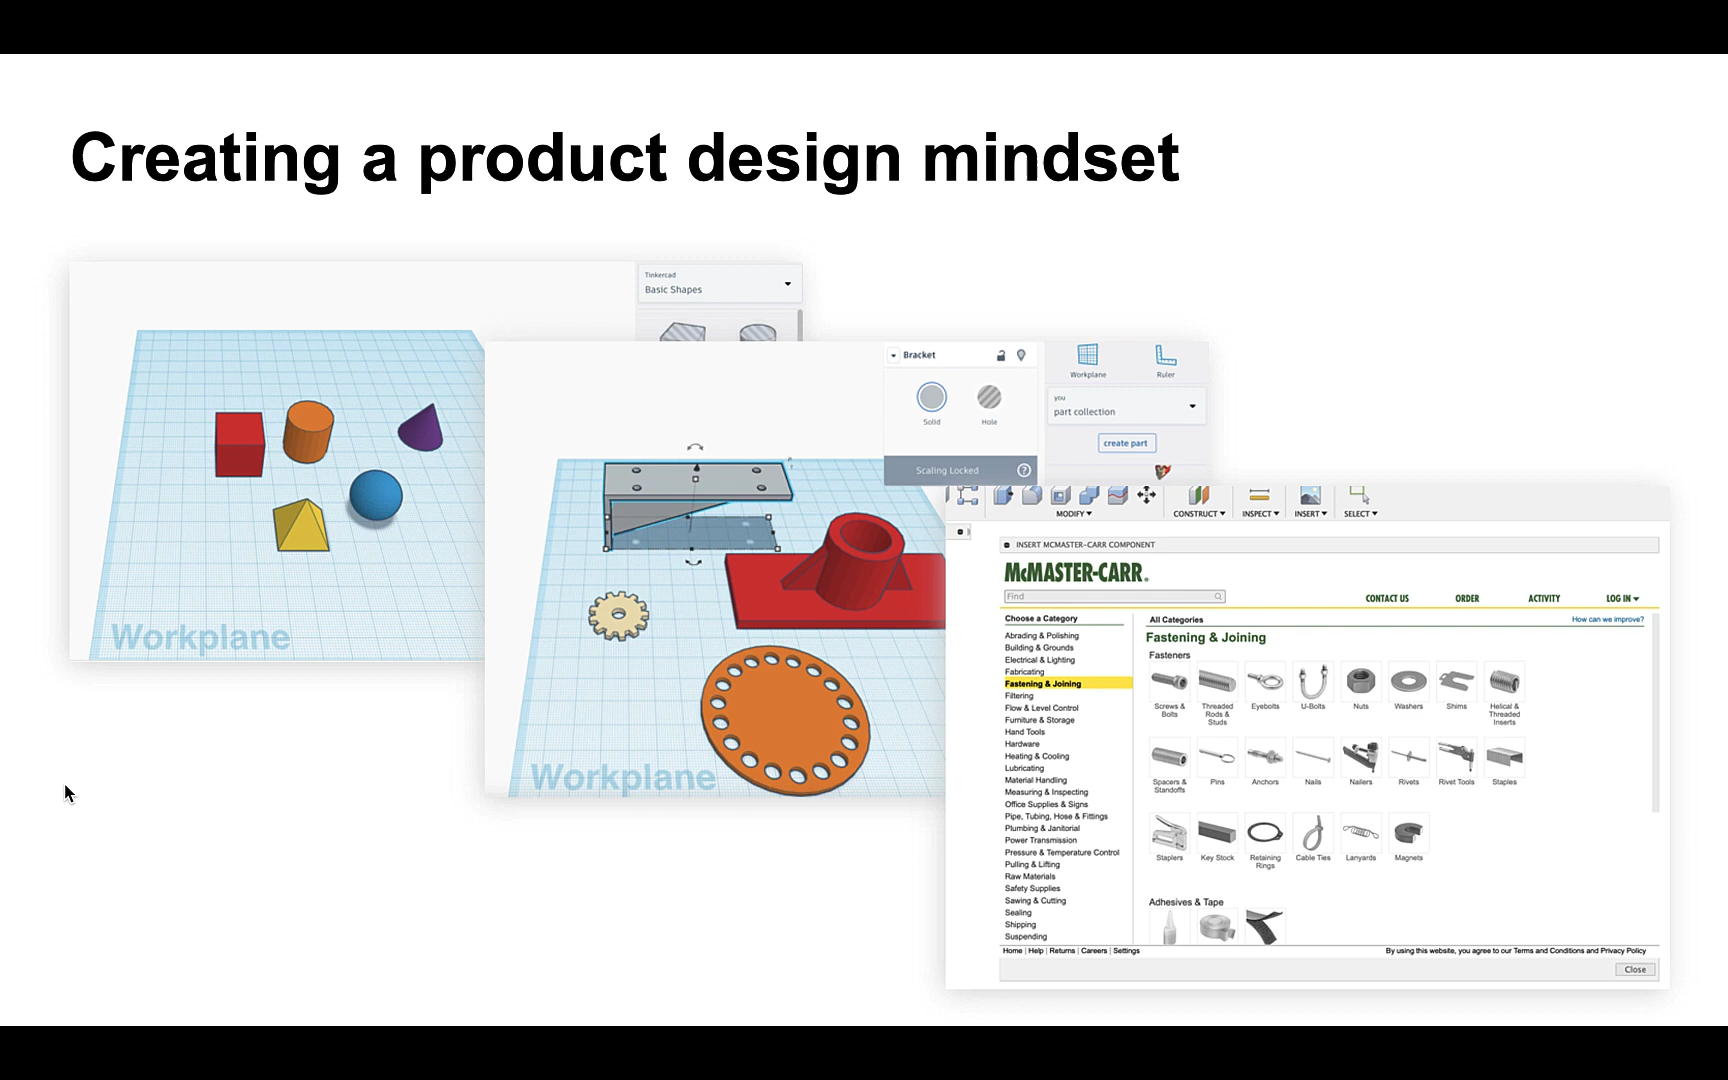 Creating a product design mindset
Tinkercad
Basic Shapes
Workplane
Bracket
Solid
Hole
Scaling Locked
?
Workplane
Ruler
you
part collection
create part
Workplane
MODIFY
CONSTRUCT
INSPECT
INSERT
SELECT
INSERT MCMASTER-CARR COMPONENT
McMASTER-CARR.
Find
CONTACT US
ORDER
ACTIVITY
LOG IN
Choose a Category
Abrading & Polishing
Building & Grounds
Electrical & Lighting
Fabricating
Fastening & Joining
Filtering
Flow & Level Control
Furniture & Storage
Hand Tools
Hardware
Heating & Cooling
Lubricating
Material Handling
Measuring & Inspecting
Office Supplies & Signs
Pipe, Tubing, Hose & Fittings
Plumbing & Janitorial
Power Transmission
Pressure & Temperature Control
Pulling & Lifting
Raw Materials
Safety Supplies
Sawing & Cutting
Sealing
Shipping
Suspending
All Categories
How can we improve?
Fastening & Joining
Fasteners
Screws &
Bolts
Threaded
Rods &
Studs
Eyebolts
U-Bolts
Nuts
Washers
Shims
Helical &
Threaded
Inserts
Spacers &
Standoffs
Pins
Anchors
Nails
Nailers
Rivets
Rivet Tools
Staples
Staplers
Key Stock
Retaining
Rings
Cable Ties
Lanyards
Magnets
Adhesives & Tape
Home | Help | Returns | Careers | Settings
By using this website, you agree to our Terms and Conditions and Privacy Policy
Close